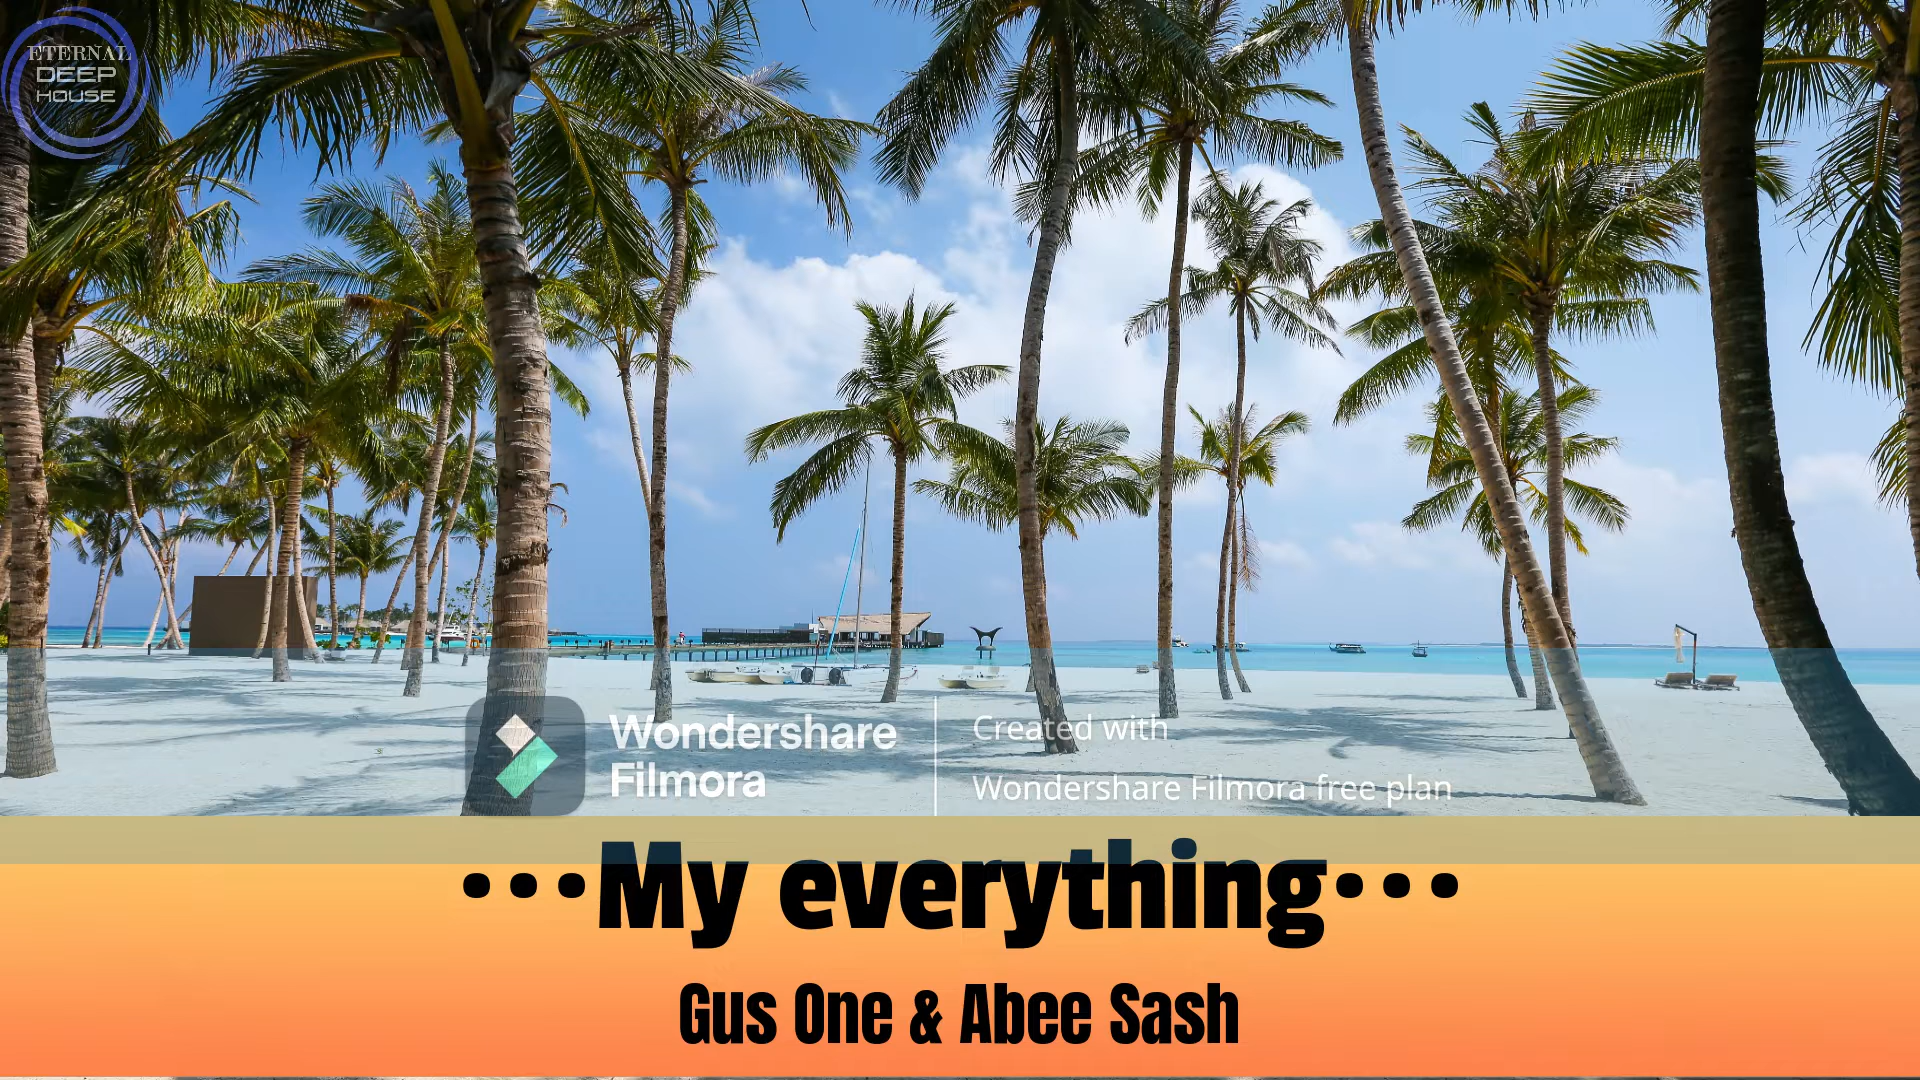 ETERNAL
DEEP
HOUSE
Wondershare
Filmora
Created with
Wondershare Filmora free plan
•••My everything•••
Gus One & Abee Sash